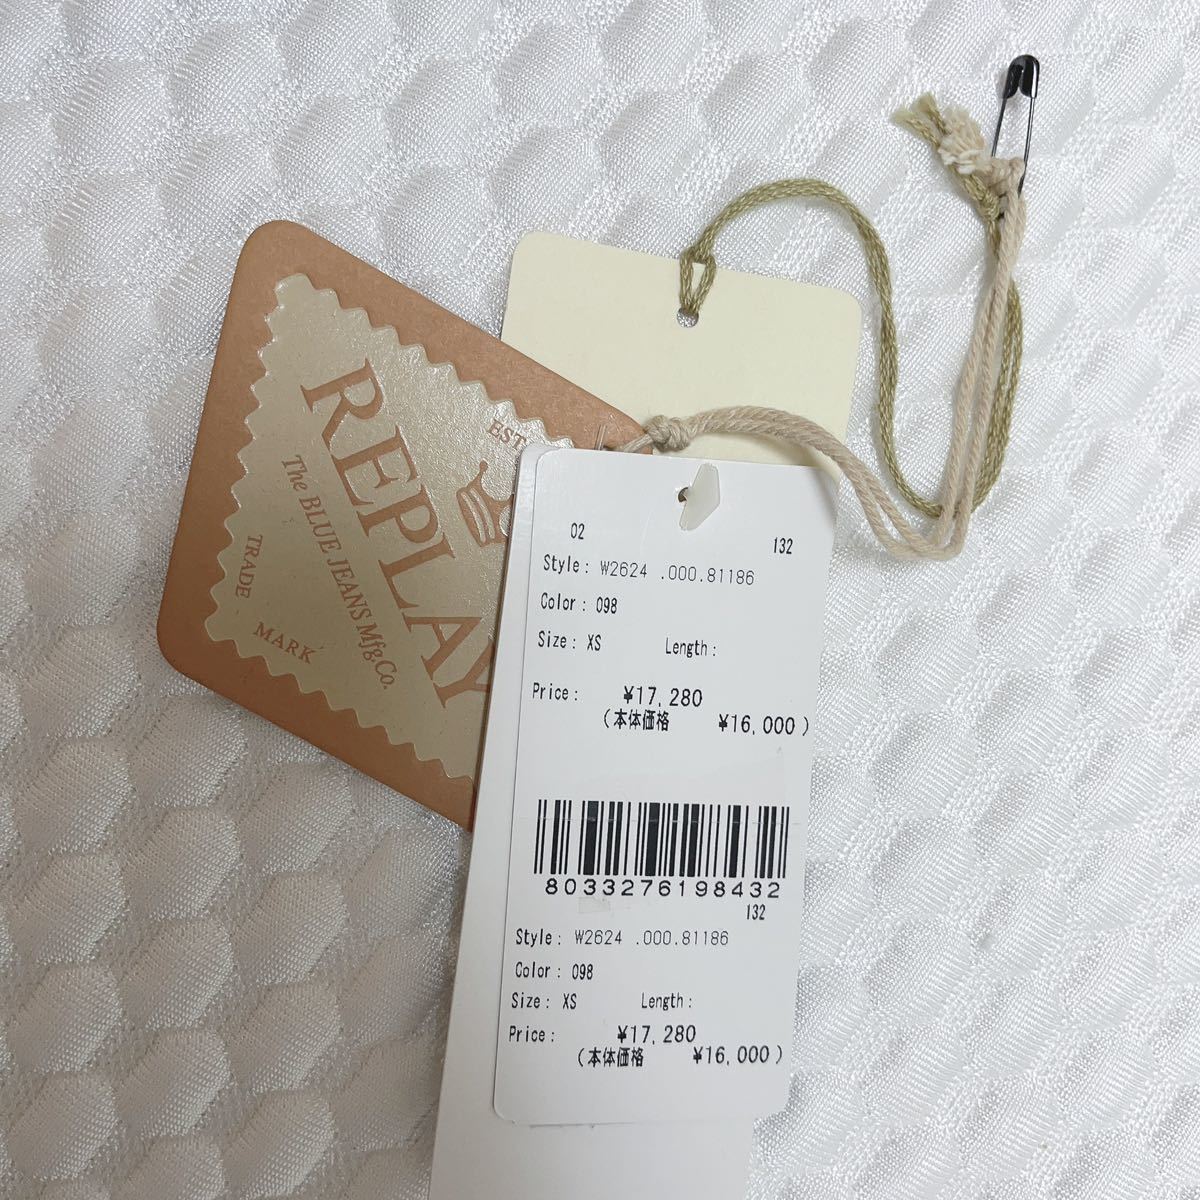 EST
REPLAY
The BLUE JEANS Mfg.Co.
TRADE
MARK
02 132
Style: W2624 .000.81186
Color: 098
Size: XS Length:
Price: ¥17,280
(本体価格 ¥16,000)
8033276198432
132
Style: W2624 .000.81186
Color: 098
Size: XS Length:
Price: ¥17,280
(本体価格 ¥16,000)